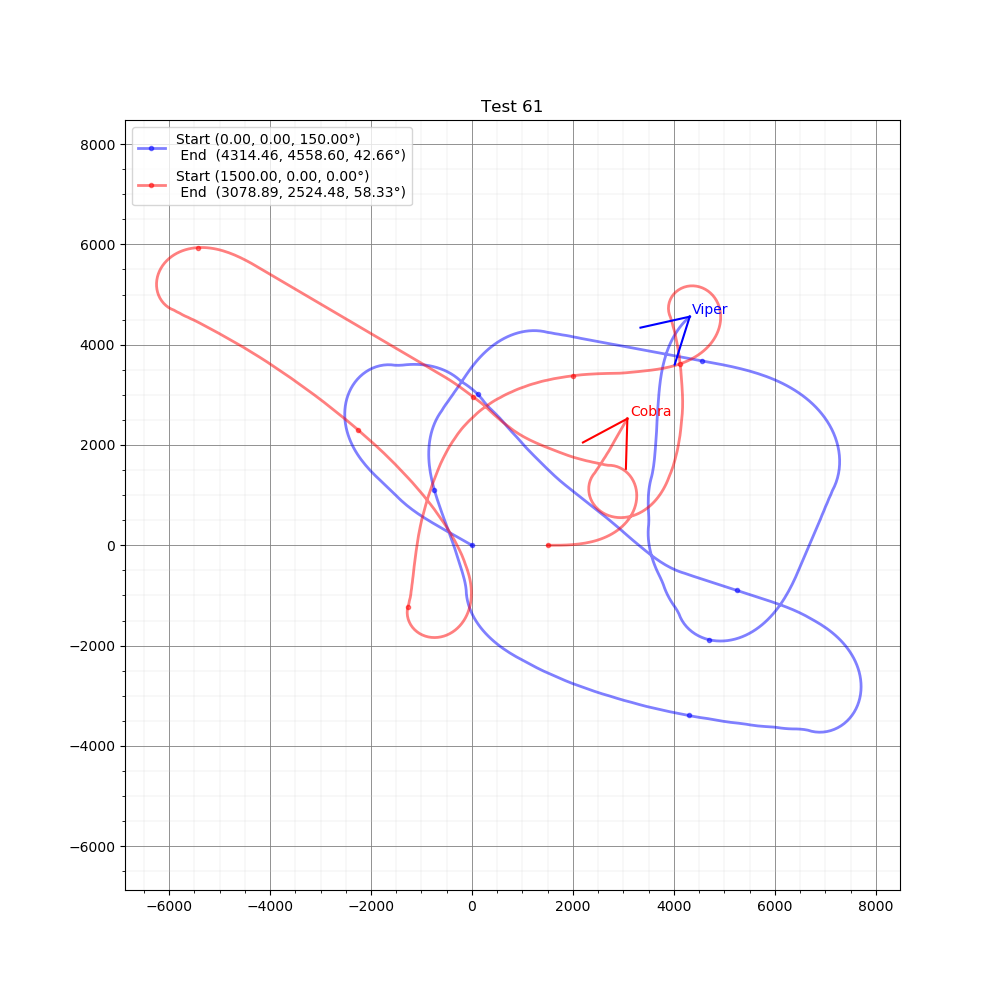 Test 61
Start (0.00, 0.00, 150.00°)
End (4314.46, 4558.60, 42.66°)
Start (1500.00, 0.00, 0.00°)
End (3078.89, 2524.48, 58.33°)
8000
6000
4000
2000
0
−2000
−4000
−6000
Viper
Cobra
−6000 −4000 −2000 0 2000 4000 6000 8000